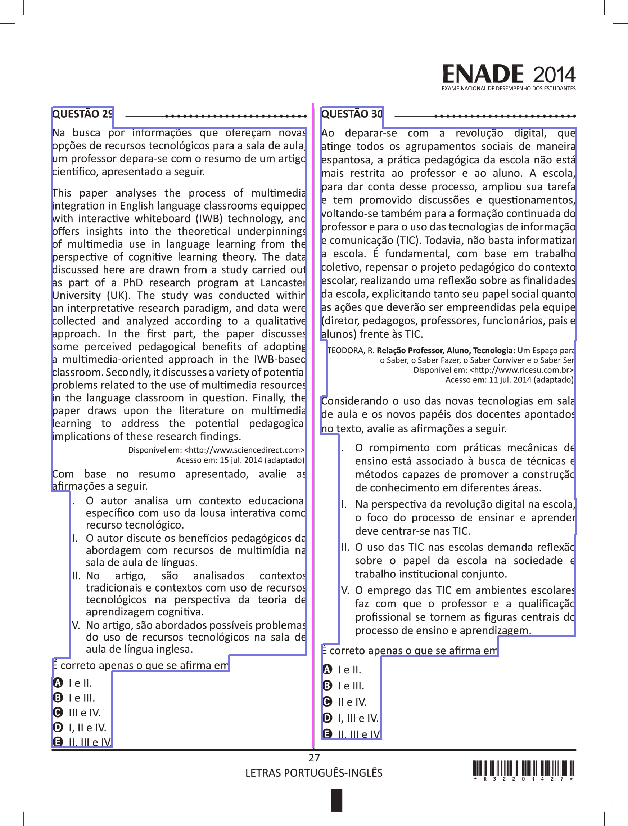 ENADE 2014
EXAME NACIONAL DE DESEMPENHO DOS ESTUDANTES
QUESTÃO 29
Na busca por informações que ofereçam novas
opções de recursos tecnológicos para a sala de aula,
um professor depara-se com o resumo de um artigo
científico, apresentado a seguir.
This paper analyses the process of multimedia
integration in English language classrooms equipped
with interactive whiteboard (IWB) technology, and
offers insights into the theoretical underpinnings
of multimedia use in language learning from the
perspective of cognitive learning theory. The data
discussed here are drawn from a study carried out
as part of a PhD research program at Lancaster
University (UK). The study was conducted within
an interpretative research paradigm, and data were
collected and analyzed according to a qualitative
approach. In the first part, the paper discusses
some perceived pedagogical benefits of adopting
a multimedia-oriented approach in the IWB-based
classroom. Secondly, it discusses a variety of potential
problems related to the use of multimedia resources
in the language classroom in question. Finally, the
paper draws upon the literature on multimedia
learning to address the potential pedagogical
implications of these research findings.
Disponível em: <http://www.sciencedirect.com>.
Acesso em: 15 jul. 2014 (adaptado).
Com base no resumo apresentado, avalie as
afirmações a seguir.
I. O autor analisa um contexto educacional
específico com uso da lousa interativa como
recurso tecnológico.
II. O autor discute os benefícios pedagógicos da
abordagem com recursos de multimídia na
sala de aula de línguas.
III. No artigo, são analisados contextos
tradicionais e contextos com uso de recursos
tecnológicos na perspectiva da teoria de
aprendizagem cognitiva.
IV. No artigo, são abordados possíveis problemas
do uso de recursos tecnológicos na sala de
aula de língua inglesa.
É correto apenas o que se afirma em
A I e II.
B I e III.
C III e IV.
D I, II e IV.
E II, III e IV.
QUESTÃO 30
Ao deparar-se com a revolução digital, que
atinge todos os agrupamentos sociais de maneira
espantosa, a prática pedagógica da escola não está
mais restrita ao professor e ao aluno. A escola,
para dar conta desse processo, ampliou sua tarefa
e tem promovido discussões e questionamentos,
voltando-se também para a formação continuada do
professor e para o uso das tecnologias de informação
e comunicação (TIC). Todavia, não basta informatizar
a escola. É fundamental, com base em trabalho
coletivo, repensar o projeto pedagógico do contexto
escolar, realizando uma reflexão sobre as finalidades
da escola, explicitando tanto seu papel social quanto
as ações que deverão ser empreendidas pela equipe
(diretor, pedagogos, professores, funcionários, pais e
alunos) frente às TIC.
TEODORA, R. Relação Professor, Aluno, Tecnologia: Um Espaço para
o Saber, o Saber Fazer, o Saber Conviver e o Saber Ser.
Disponível em: <http://www.ricesu.com.br>.
Acesso em: 11 jul. 2014 (adaptado).
Considerando o uso das novas tecnologias em sala
de aula e os novos papéis dos docentes apontados
no texto, avalie as afirmações a seguir.
I. O rompimento com práticas mecânicas de
ensino está associado à busca de técnicas e
métodos capazes de promover a construção
de conhecimento em diferentes áreas.
II. Na perspectiva da revolução digital na escola,
o foco do processo de ensinar e aprender
deve centrar-se nas TIC.
III. O uso das TIC nas escolas demanda reflexão
sobre o papel da escola na sociedade e
trabalho institucional conjunto.
IV. O emprego das TIC em ambientes escolares
faz com que o professor e a qualificação
profissional se tornem as figuras centrais do
processo de ensino e aprendizagem.
É correto apenas o que se afirma em
A I e II.
B I e III.
C II e IV.
D I, III e IV.
E II, III e IV.
27
LETRAS PORTUGUÊS-INGLÊS
*R32201427*